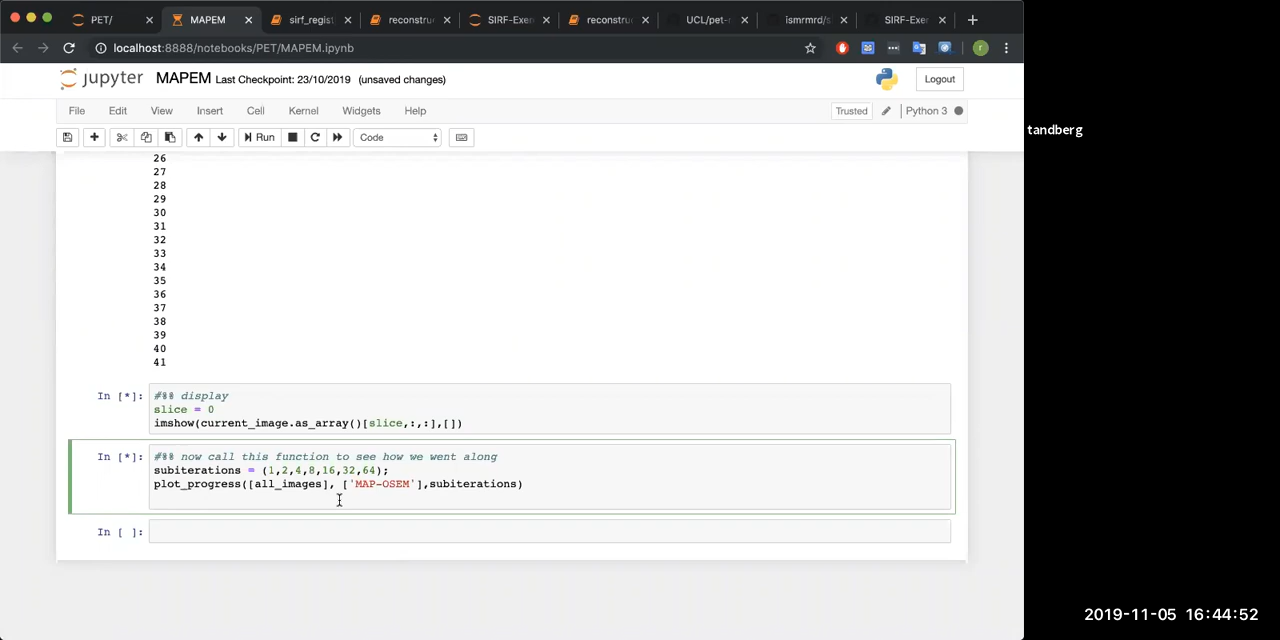 PET/
MAPEM
sirf_regist
reconstru
SIRF-Exer
reconstru
UCL/pet-r
ismrmrd/s
SIRF-Exer
localhost:8888/notebooks/PET/MAPEM.ipynb
r
jupyter MAPEM Last Checkpoint: 23/10/2019 (unsaved changes)
Logout
File Edit View Insert Cell Kernel Widgets Help
Trusted
Python 3
Run
Code
tandberg
26
27
28
29
30
31
32
33
34
35
36
37
38
39
40
41
In [*]: #%% display
slice = 0
imshow(current_image.as_array()[slice,:,:],[])
In [*]: #%% now call this function to see how we went along
subiterations = (1,2,4,8,16,32,64);
plot_progress([all_images], ['MAP-OSEM'],subiterations)
In [ ]:
2019-11-05 16:44:52